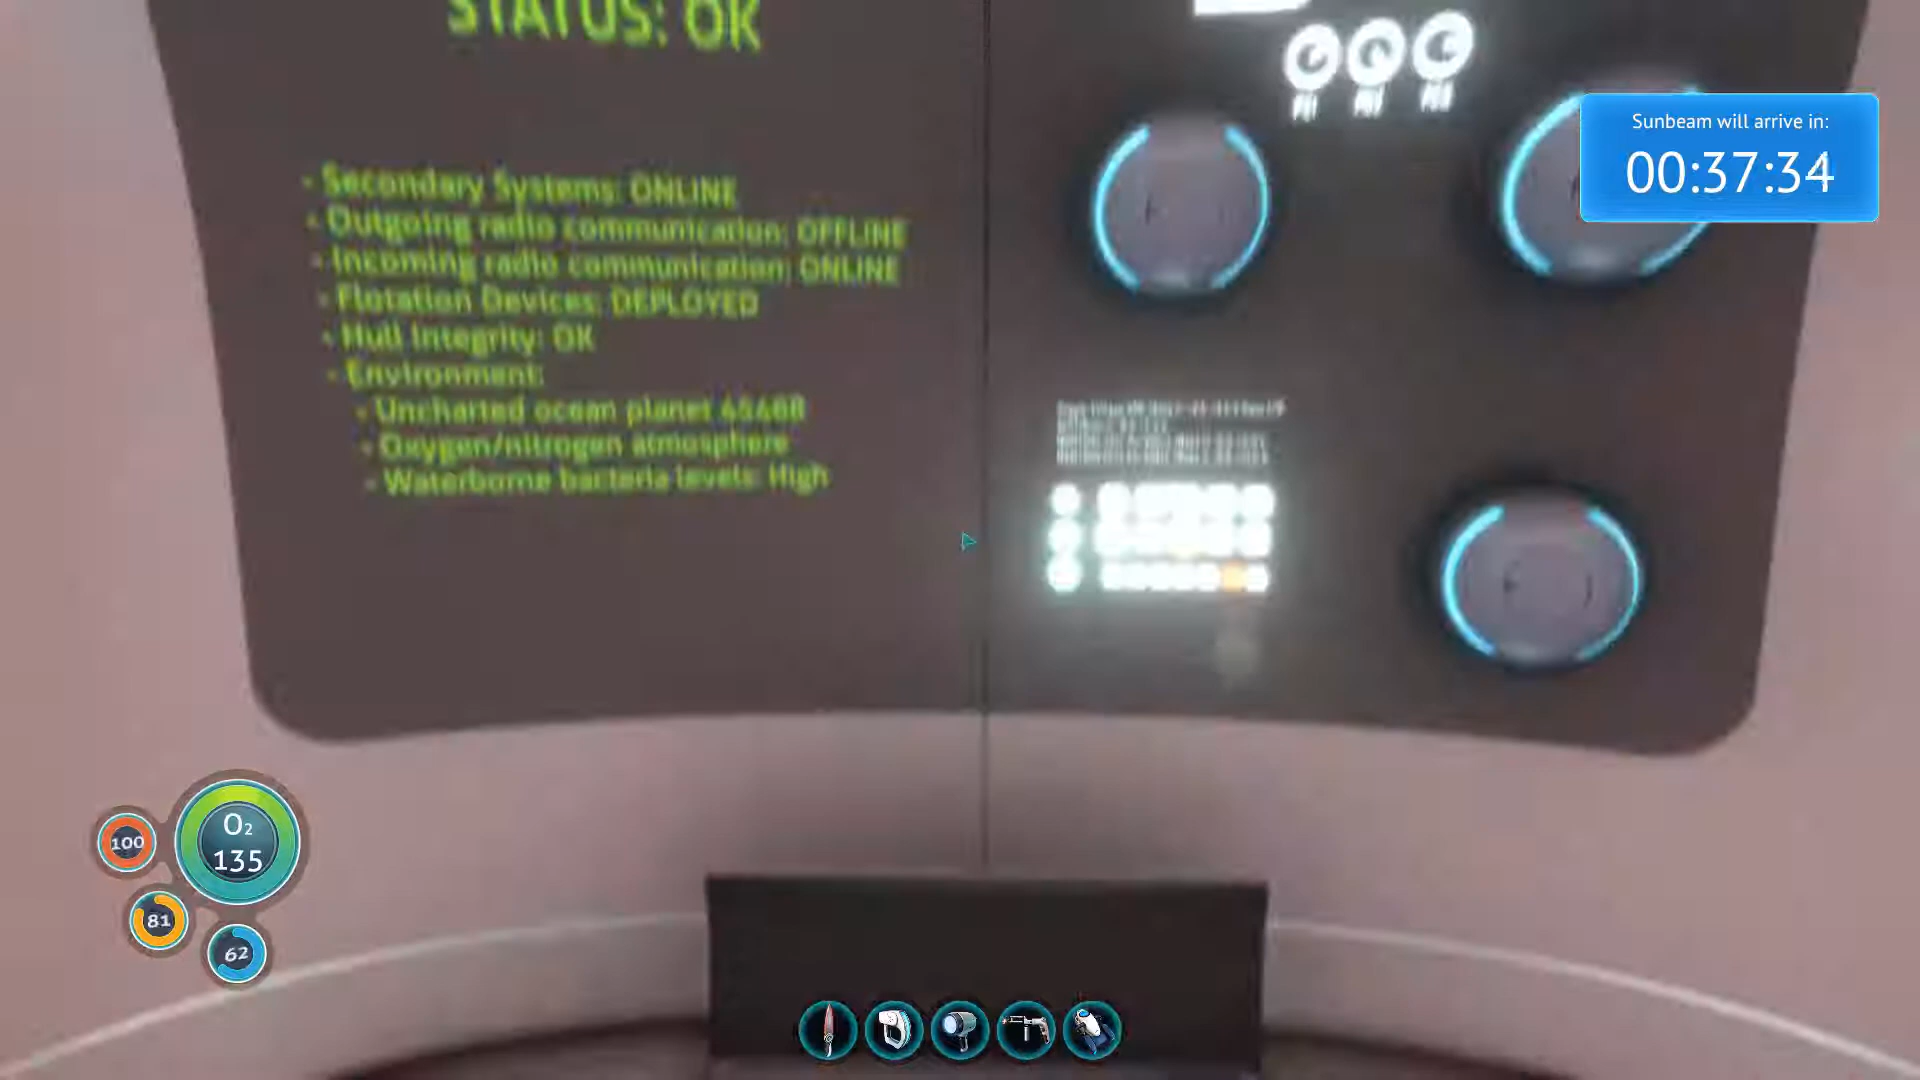 STATUS: OK
Sunbeam will arrive in:
00:37:34
- Secondary Systems: ONLINE
- Outgoing radio communication: OFFLINE
- Incoming radio communication: ONLINE
- Flotation Devices: DEPLOYED
- Hull Integrity: OK
- Environment:
- Uncharted ocean planet 4546B
- Oxygen/nitrogen atmosphere
- Waterborne bacteria levels: High
O2
135
100
81
62